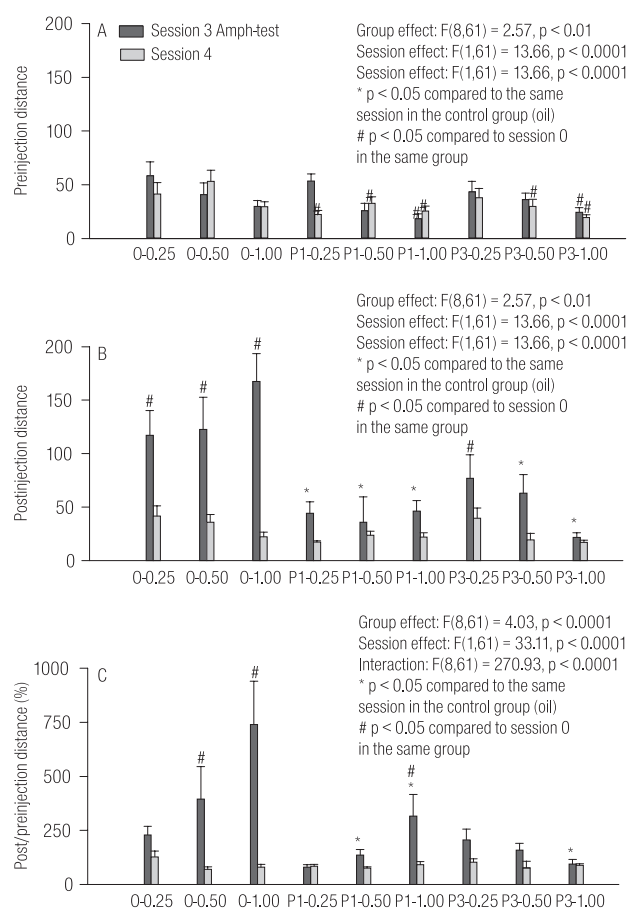 A
Session 3 Amph-test
Session 4
Group effect: F(8,61) = 2.57, p < 0.01
Session effect: F(1,61) = 13.66, p < 0.0001
Session effect: F(1,61) = 13.66, p < 0.0001
* p < 0.05 compared to the same
session in the control group (oil)
# p < 0.05 compared to session 0
in the same group
Preinjection distance
200
150
100
50
0
# # # # # # # #
O-0.25 O-0.50 O-1.00 P1-0.25 P1-0.50 P1-1.00 P3-0.25 P3-0.50 P3-1.00
B
Group effect: F(8,61) = 2.57, p < 0.01
Session effect: F(1,61) = 13.66, p < 0.0001
Session effect: F(1,61) = 13.66, p < 0.0001
* p < 0.05 compared to the same
session in the control group (oil)
# p < 0.05 compared to session 0
in the same group
Postinjection distance
200
150
100
50
0
# # # * * * # * *
O-0.25 O-0.50 O-1.00 P1-0.25 P1-0.50 P1-1.00 P3-0.25 P3-0.50 P3-1.00
C
Group effect: F(8,61) = 4.03, p < 0.0001
Session effect: F(1,61) = 33.11, p < 0.0001
Interaction: F(8,61) = 270.93, p < 0.0001
* p < 0.05 compared to the same
session in the control group (oil)
# p < 0.05 compared to session 0
in the same group
Post/preinjection distance (%)
1000
750
500
250
0
# # * # * *
O-0.25 O-0.50 O-1.00 P1-0.25 P1-0.50 P1-1.00 P3-0.25 P3-0.50 P3-1.00